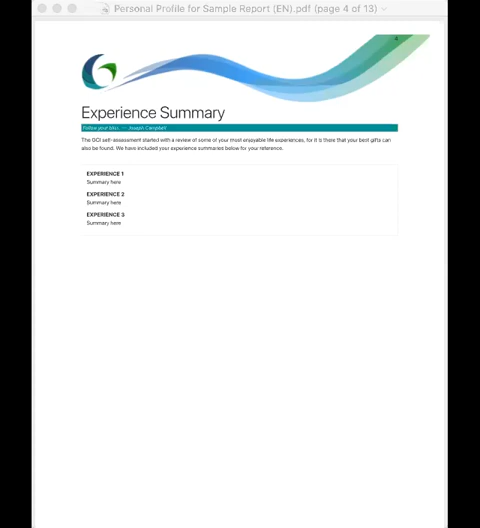 Personal Profile for Sample Report (EN).pdf (page 4 of 13)
4
Experience Summary
Follow your bliss. — Joseph Campbell
The GCI self-assessment started with a review of some of your most enjoyable life experiences, for it is there that your best gifts can
also be found. We have included your experience summaries below for your reference.
EXPERIENCE 1
Summary here
EXPERIENCE 2
Summary here
EXPERIENCE 3
Summary here